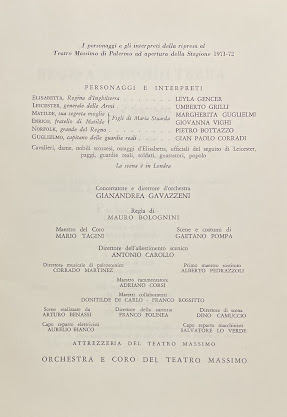 I personaggi e gli interpreti della ripresa al
Teatro Massimo di Palermo ad apertura della Stagione 1971-72
PERSONAGGI E INTERPRETI
ELISABETTA, Regina d'Inghilterra . . . . . LEYLA GENCER
LEICESTER, generale delle Armi . . . . . UMBERTO GRILLI
MATILDE, sua segreta moglie } Figli di Maria Stuarda MARGHERITA GUGLIELMI
ENRICO, fratello di Matilde } GIOVANNA VIGHI
NORFOLK, grande del Regno . . . . . PIETRO BOTTAZZO
GUGLIELMO, capitano delle guardie reali . . . GIAN PAOLO CORRADI
Cavalieri, dame, nobili scozzesi, ostaggi d'Elisabetta, officiali del seguito di Leicester,
paggi, guardie reali, soldati, guastatori, popolo
La scena è in Londra
Concertatore e direttore d'orchestra
GIANANDREA GAVAZZENI
Regia di
MAURO BOLOGNINI
Maestro del Coro
MARIO TAGINI
Scene e costumi di
GAETANO POMPA
Direttore dell'allestimento scenico
ANTONIO CAROLLO
Direttore musicale di palcoscenico
CORRADO MARTINEZ
Primo maestro sostituto
ALBERTO PEDRAZZOLI
Maestro rammentatore
ADRIANO CORSI
Maestri collaboratori
DONITILDE DI CARLO - FRANCO ROSSITTO
Scene realizzate da
ARTURO BENASSI
Direttore della sartoria
FRANCO FOLINEA
Direttore di scena
DINO CAMUCCIO
Capo reparto elettricisti
AURELIO BIANCO
Capo reparto macchinisti
SALVATORE LO VERDE
ATTREZZERIA DEL TEATRO MASSIMO
ORCHESTRA E CORO DEL TEATRO MASSIMO